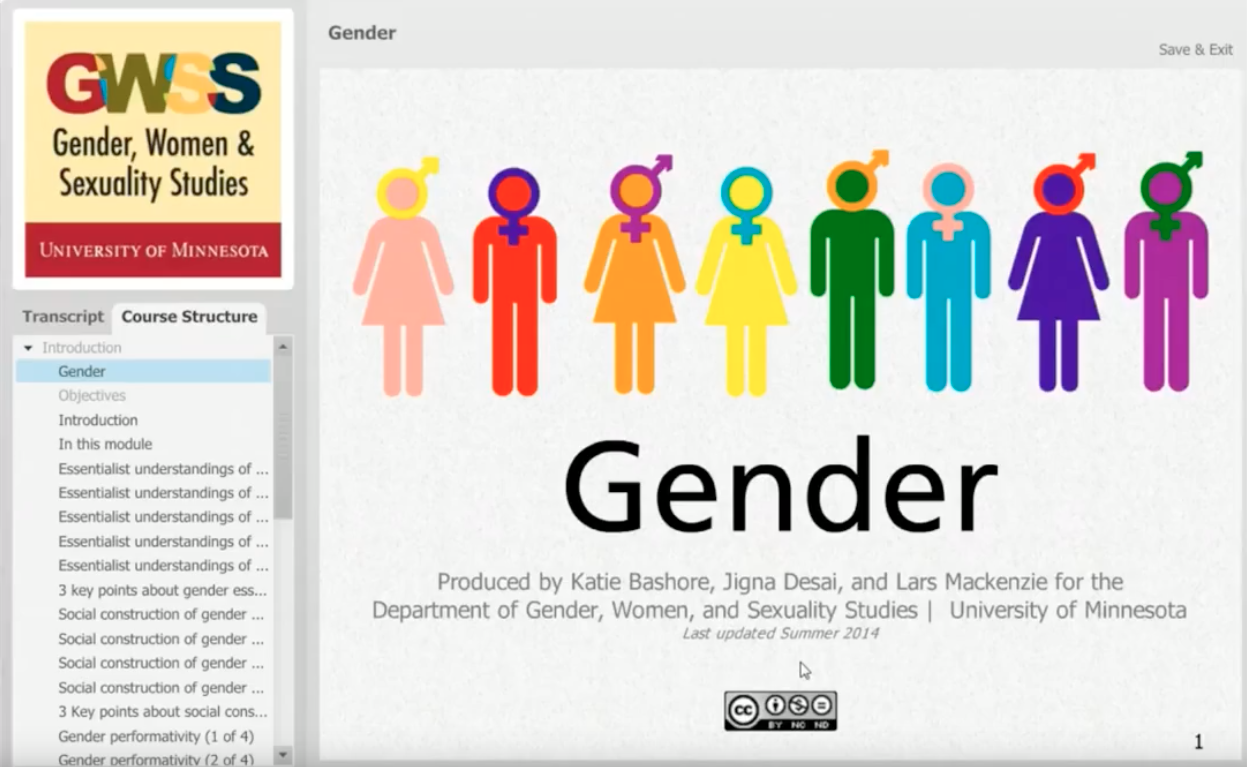 GWSS
Gender, Women &
Sexuality Studies
UNIVERSITY OF MINNESOTA
Transcript
Course Structure
Introduction
Gender
Objectives
Introduction
In this module
Essentialist understandings of ...
Essentialist understandings of ...
Essentialist understandings of ...
Essentialist understandings of ...
Essentialist understandings of ...
3 key points about gender ess...
Social construction of gender ...
Social construction of gender ...
Social construction of gender ...
Social construction of gender ...
3 Key points about social cons...
Gender performativity (1 of 4)
Gender performativity (2 of 4)
Gender
Save & Exit
Gender
Produced by Katie Bashore, Jigna Desai, and Lars Mackenzie for the
Department of Gender, Women, and Sexuality Studies | University of Minnesota
Last updated Summer 2014
cc
BY NC ND
1